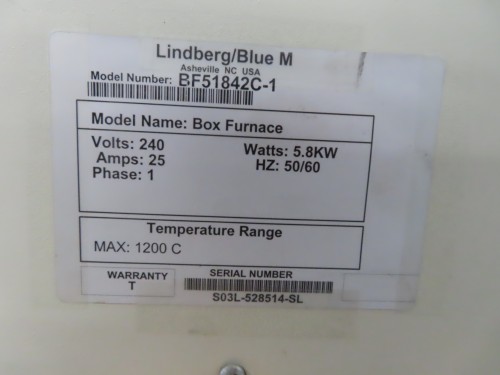 Lindberg/Blue M
Asheville NC USA
Model Number: BF51842C-1
Model Name: Box Furnace
Volts: 240 Watts: 5.8KW
Amps: 25 HZ: 50/60
Phase: 1
Temperature Range
MAX: 1200 C
WARRANTY SERIAL NUMBER
T S03L-528514-SL